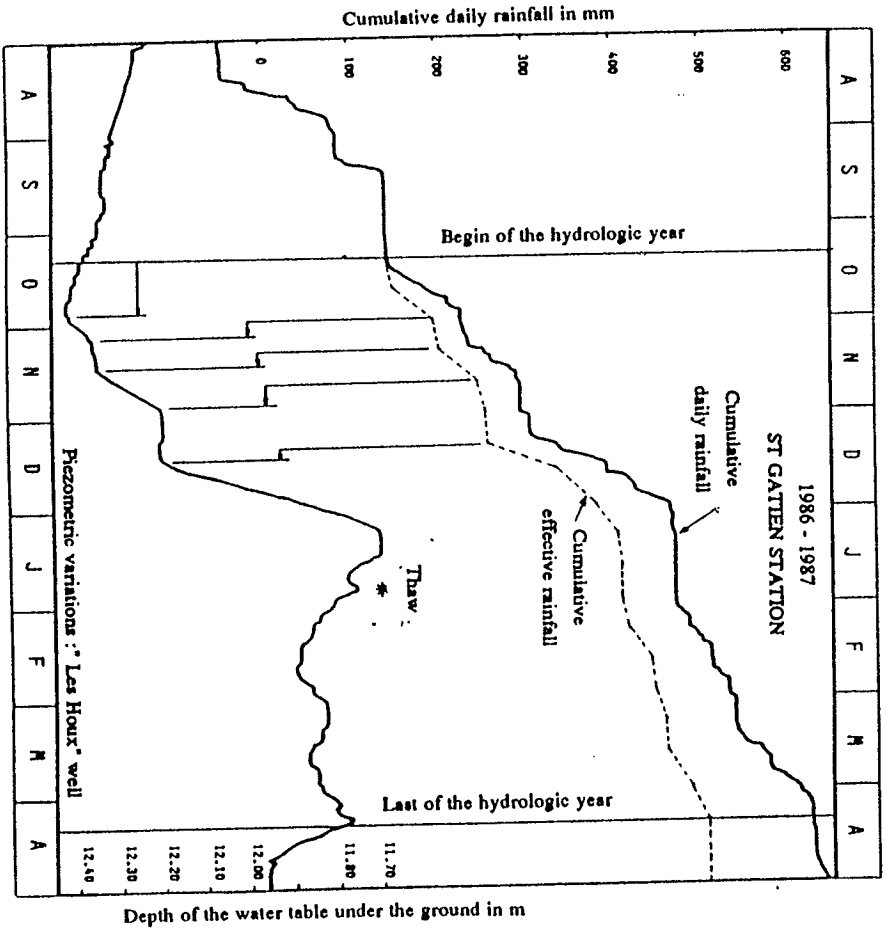 Cumulative daily rainfall in mm
0
100
200
300
400
500
600
A
S
O
N
D
J
F
M
A
A
S
O
N
D
J
F
M
A
1986 - 1987
ST GATIEN STATION
Begin of the hydrologic year
Cumulative
daily rainfall
Cumulative
effective rainfall
Thaw
*
Last of the hydrologic year
Piezometric variations : " Les Houx" well
12.40
12.30
12.20
12.10
12.00
11.80
11.70
Depth of the water table under the ground in m